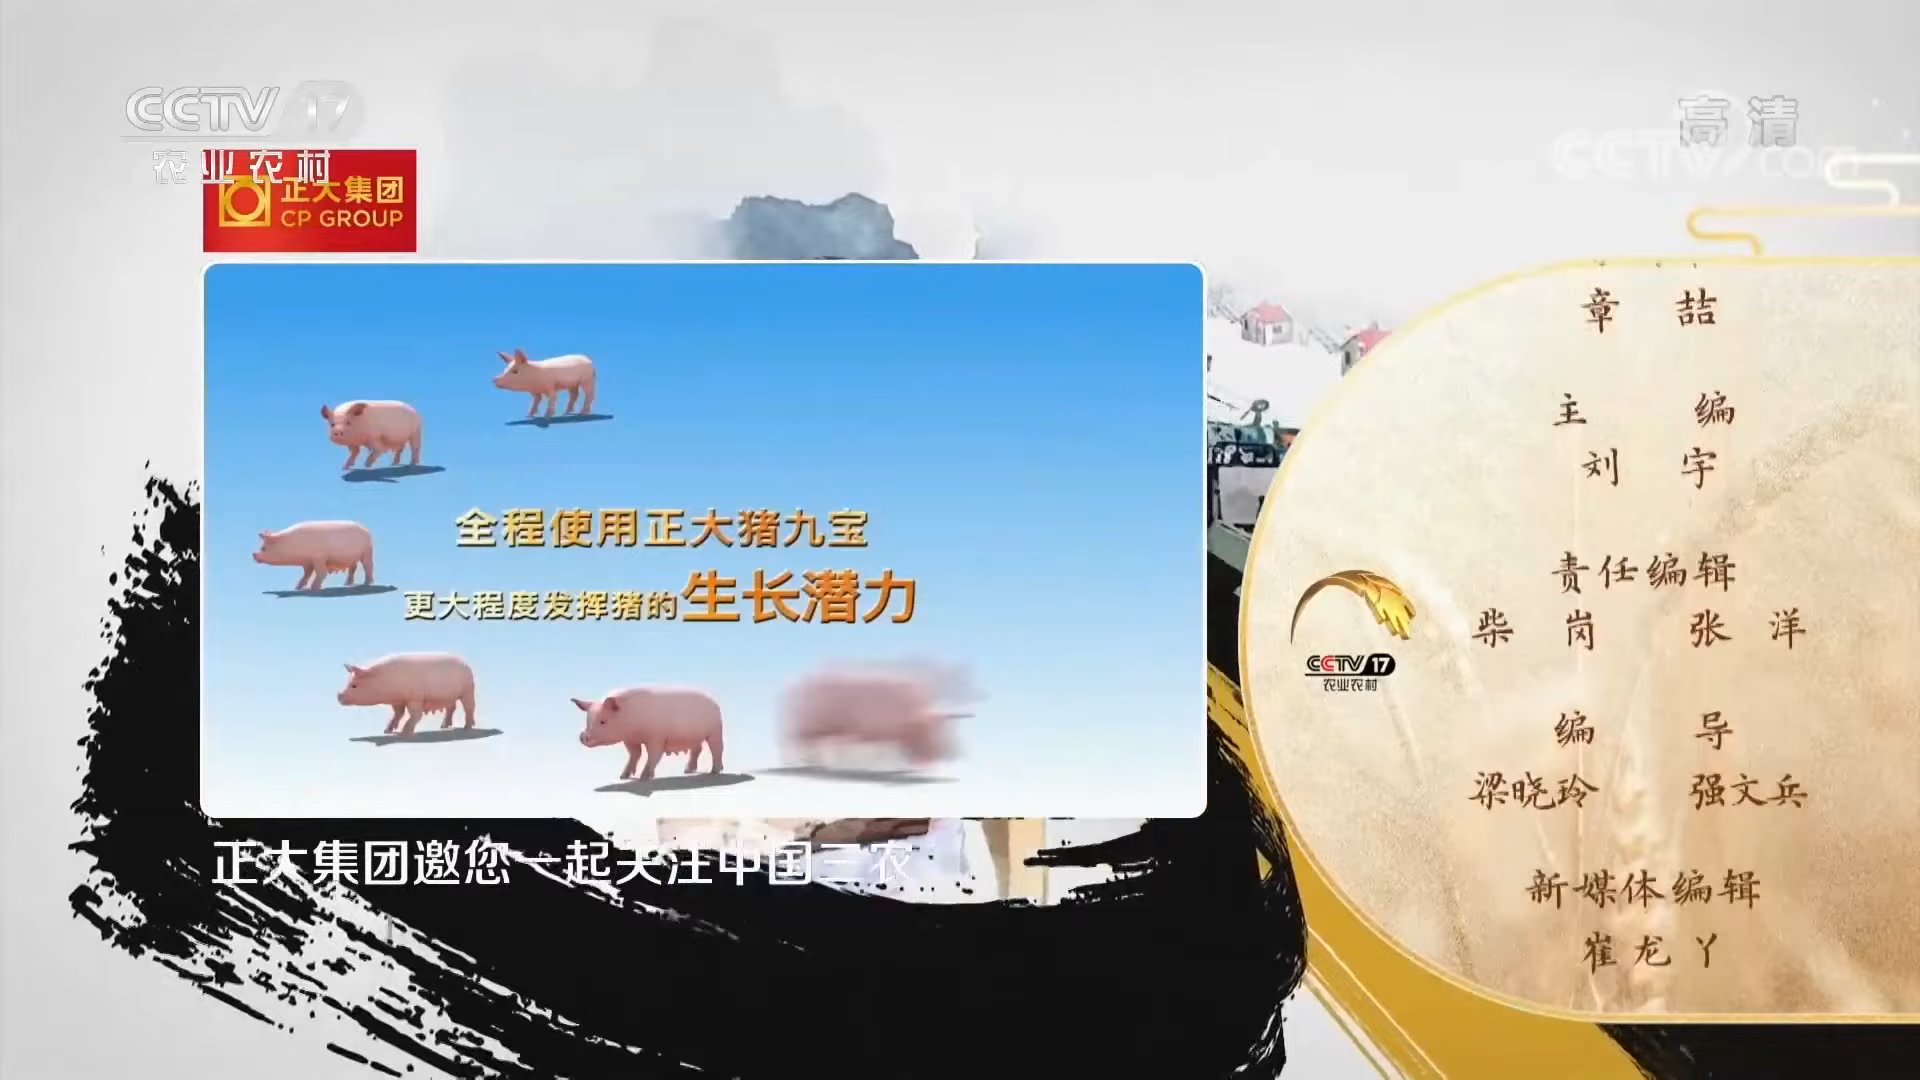 CCTV 17
农业农村
高清
CCTV.com
正大集团
CP GROUP
全程使用正大猪九宝
更大程度发挥猪的生长潜力
正大集团邀您一起关注中国三农
章 喆
主 编
刘 宇
责任编辑
柴 岗 张 洋
编 导
梁晓玲 强文兵
新媒体编辑
崔龙丫
CCTV 17
农业农村